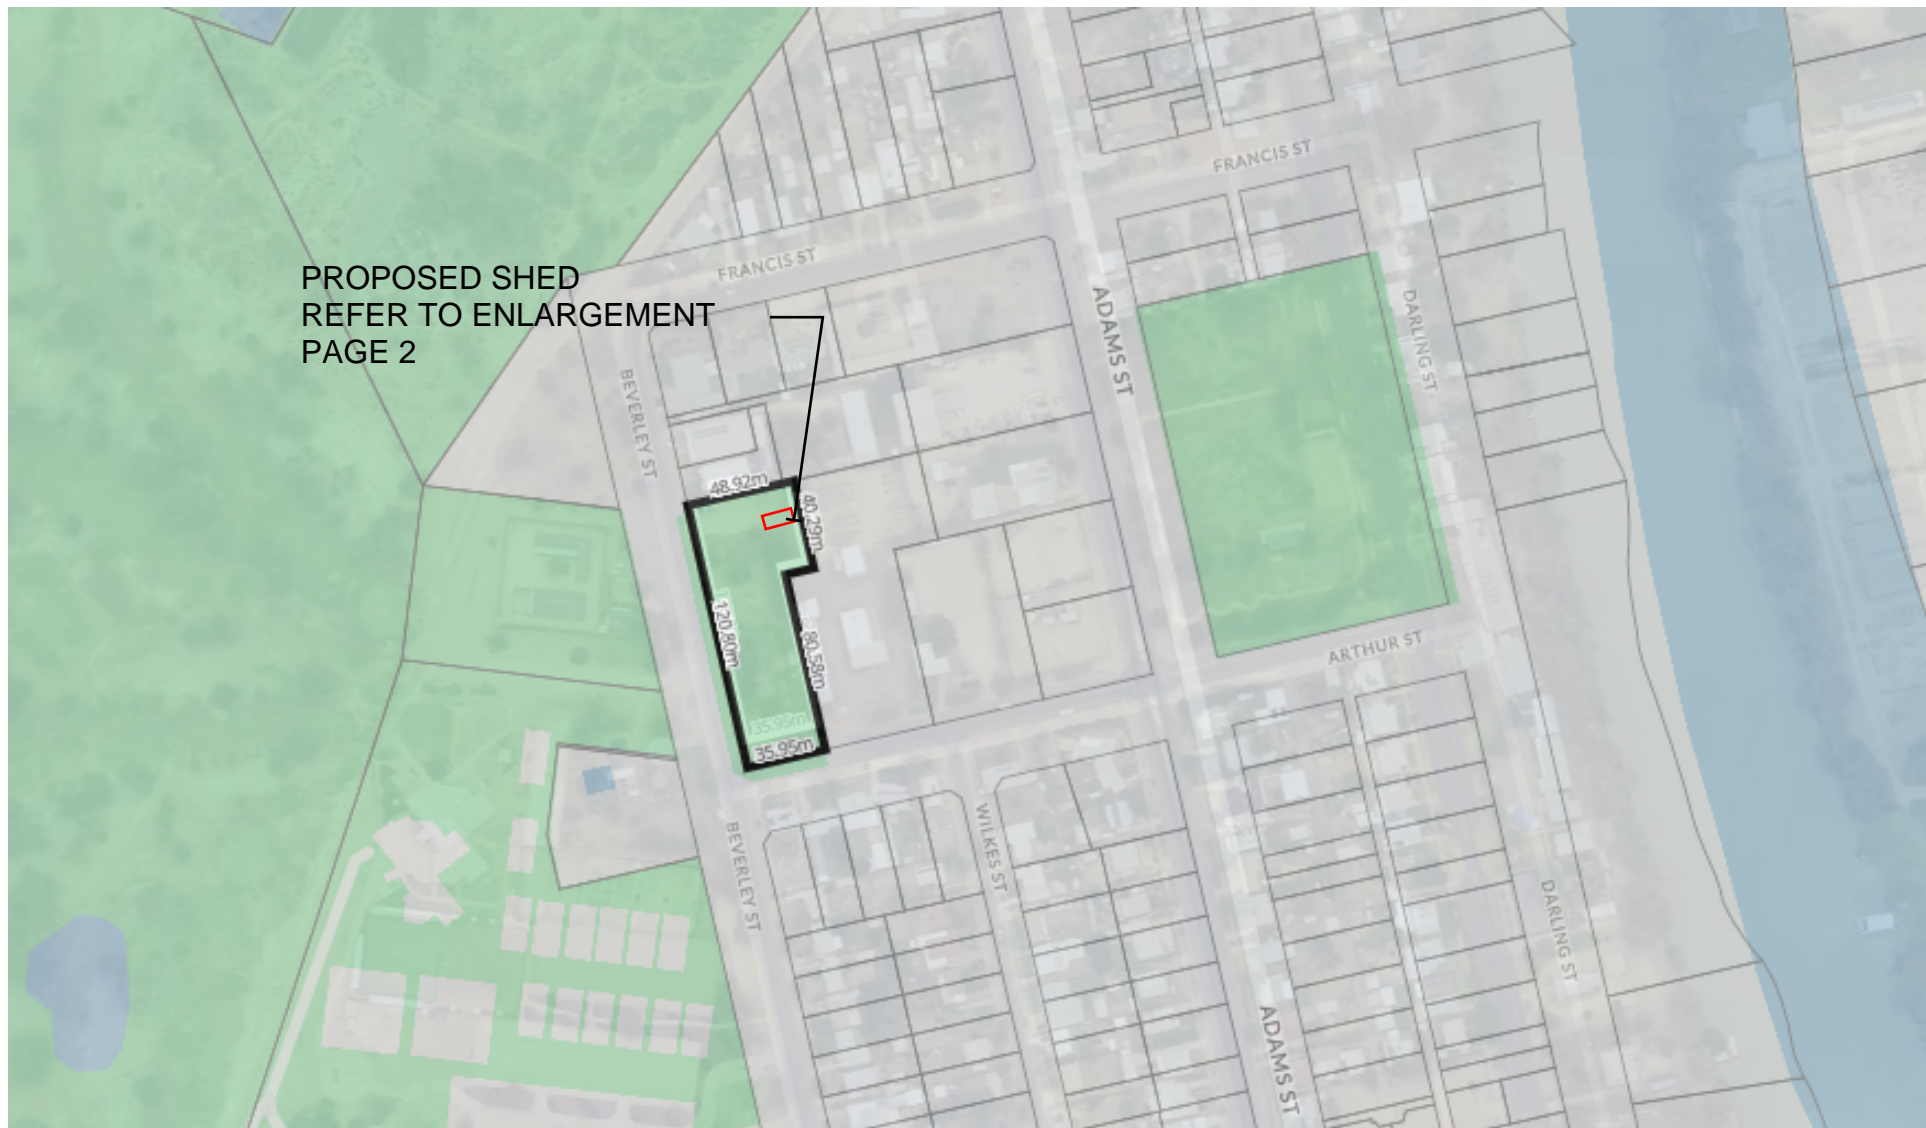 FRANCIS ST
FRANCIS ST
PROPOSED SHED
REFER TO ENLARGEMENT
PAGE 2
ADAMS ST
DARLING ST
BEVERLEY ST
48.92m
40.29m
120.80m
80.58m
ARTHUR ST
35.95m
35.95m
WILKES ST
BEVERLEY ST
DARLING ST
ADAMS ST